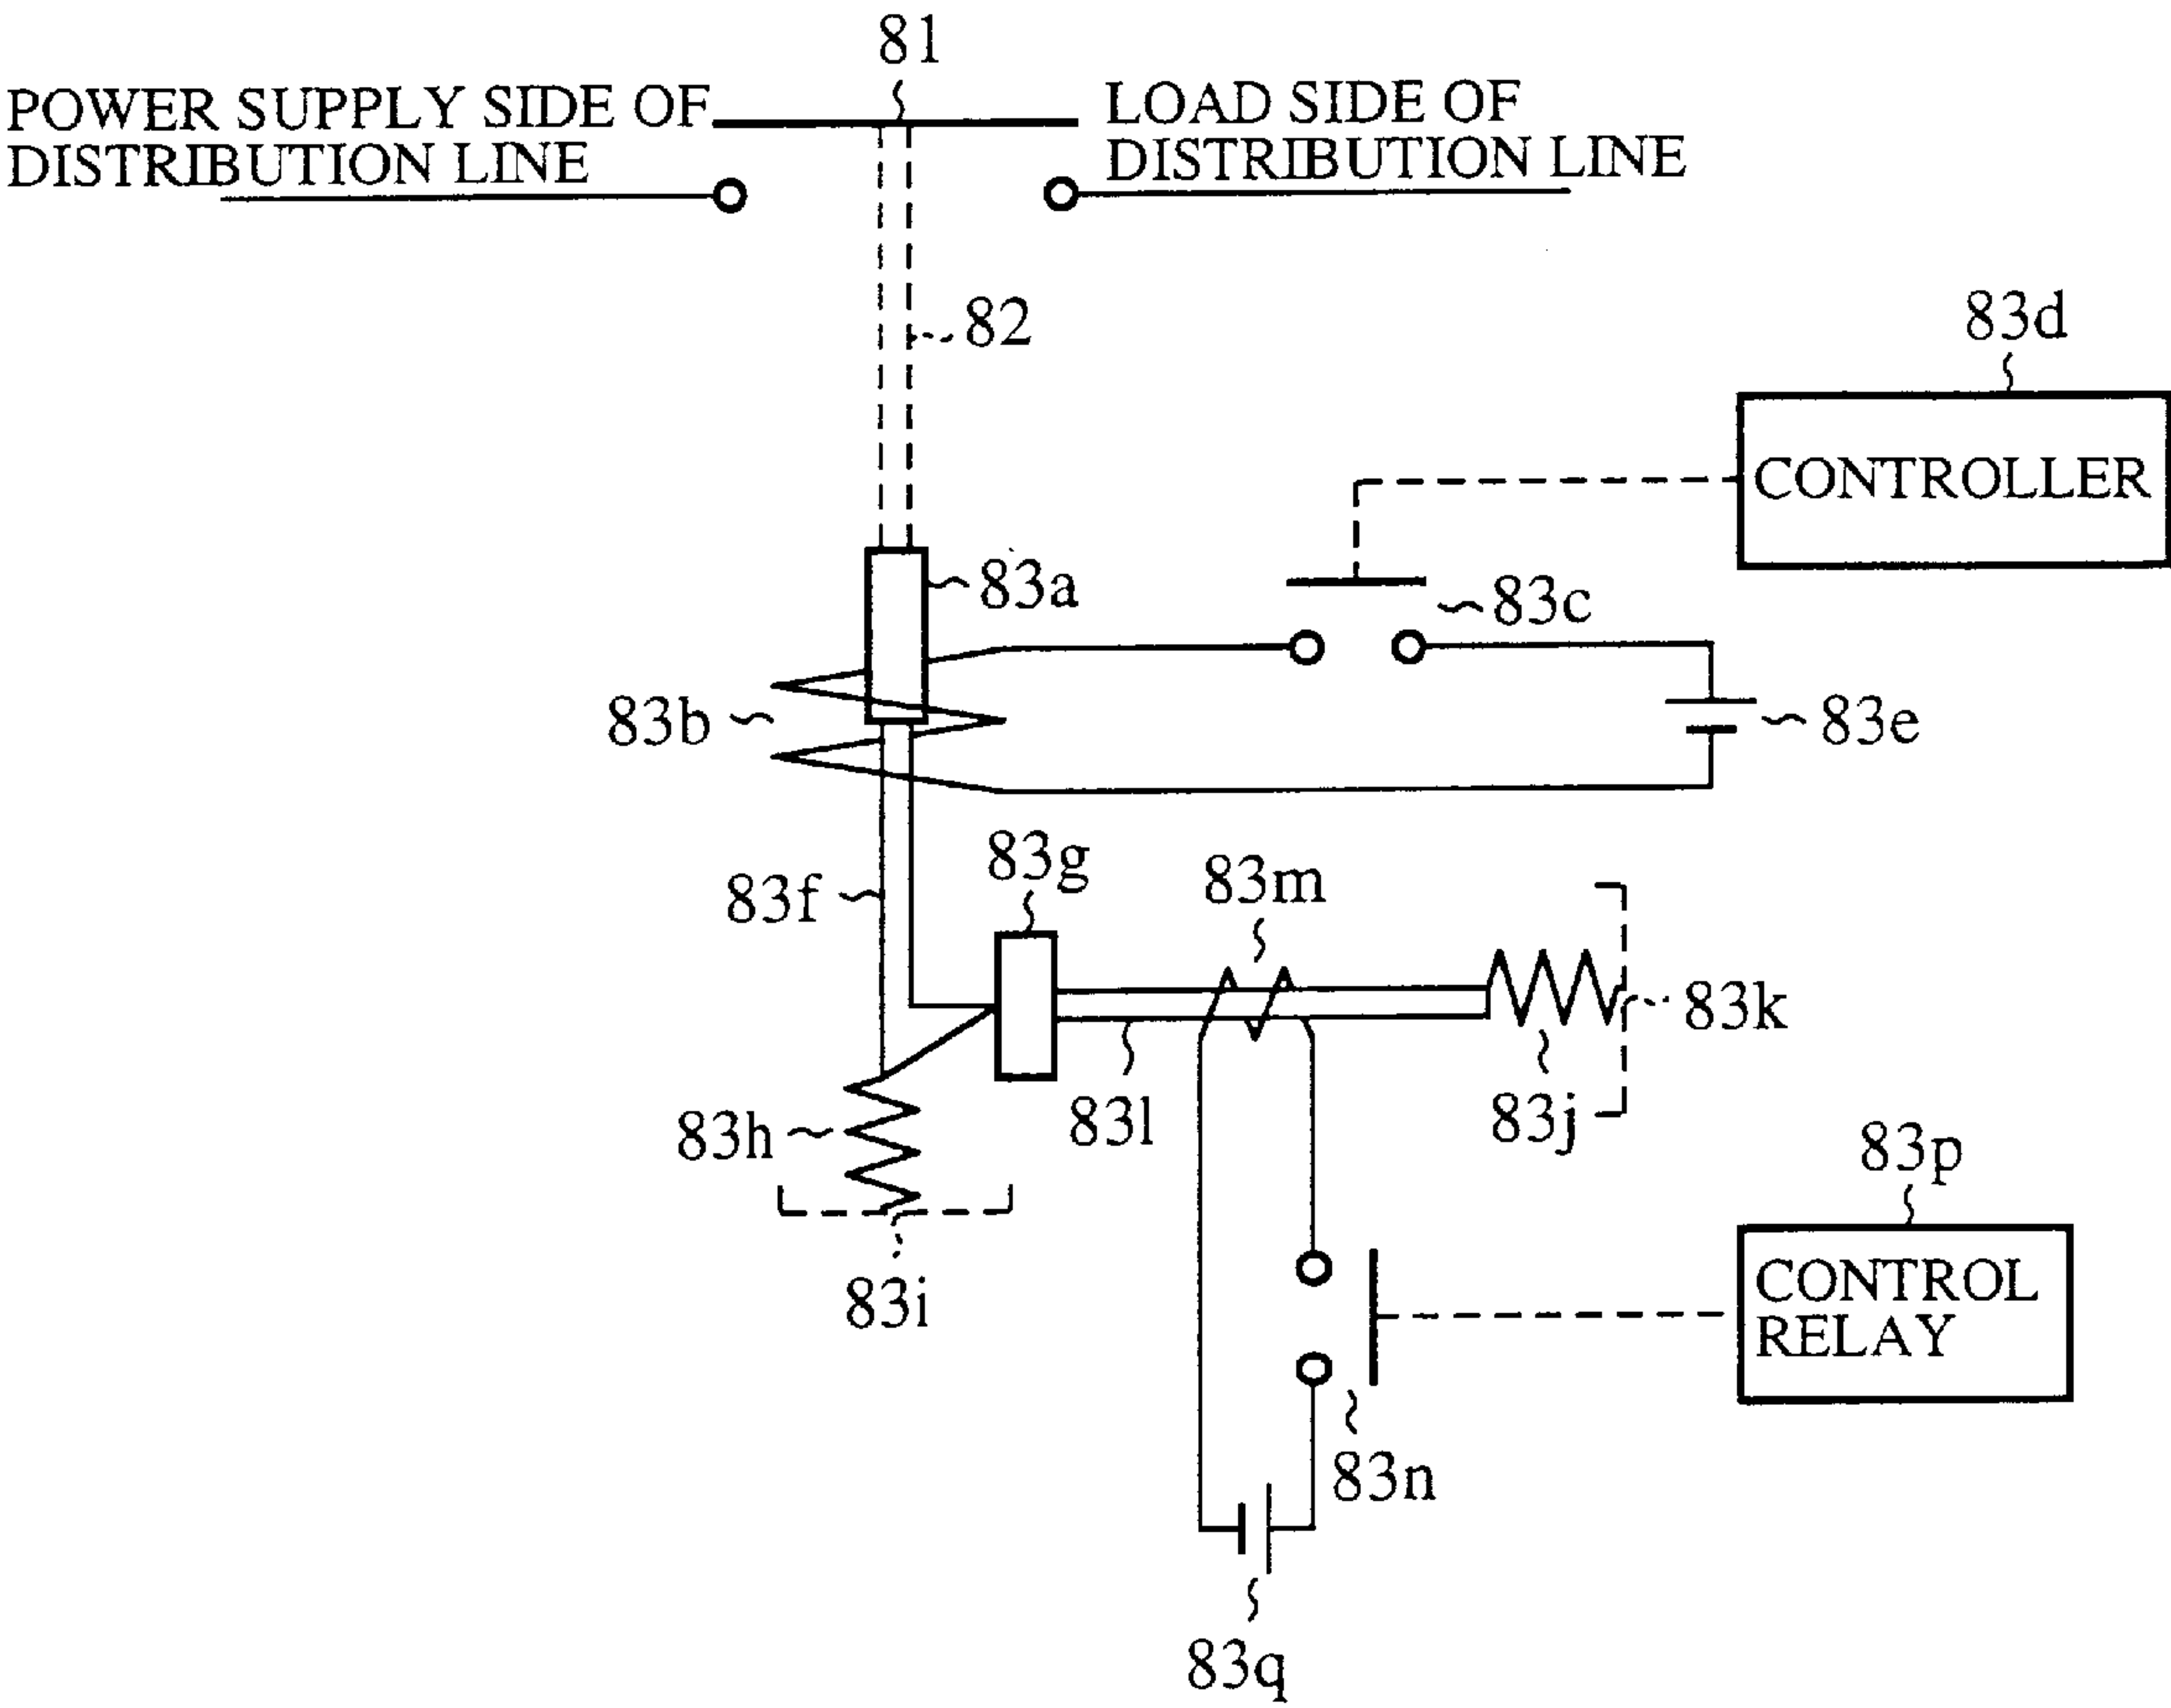 81
POWER SUPPLY SIDE OF
DISTRIBUTION LINE
LOAD SIDE OF
DISTRIBUTION LINE
82
83d
CONTROLLER
83a
83c
83b
83e
83g
83m
83f
83k
83l
83j
83h
83p
83i
CONTROL
RELAY
83n
83q